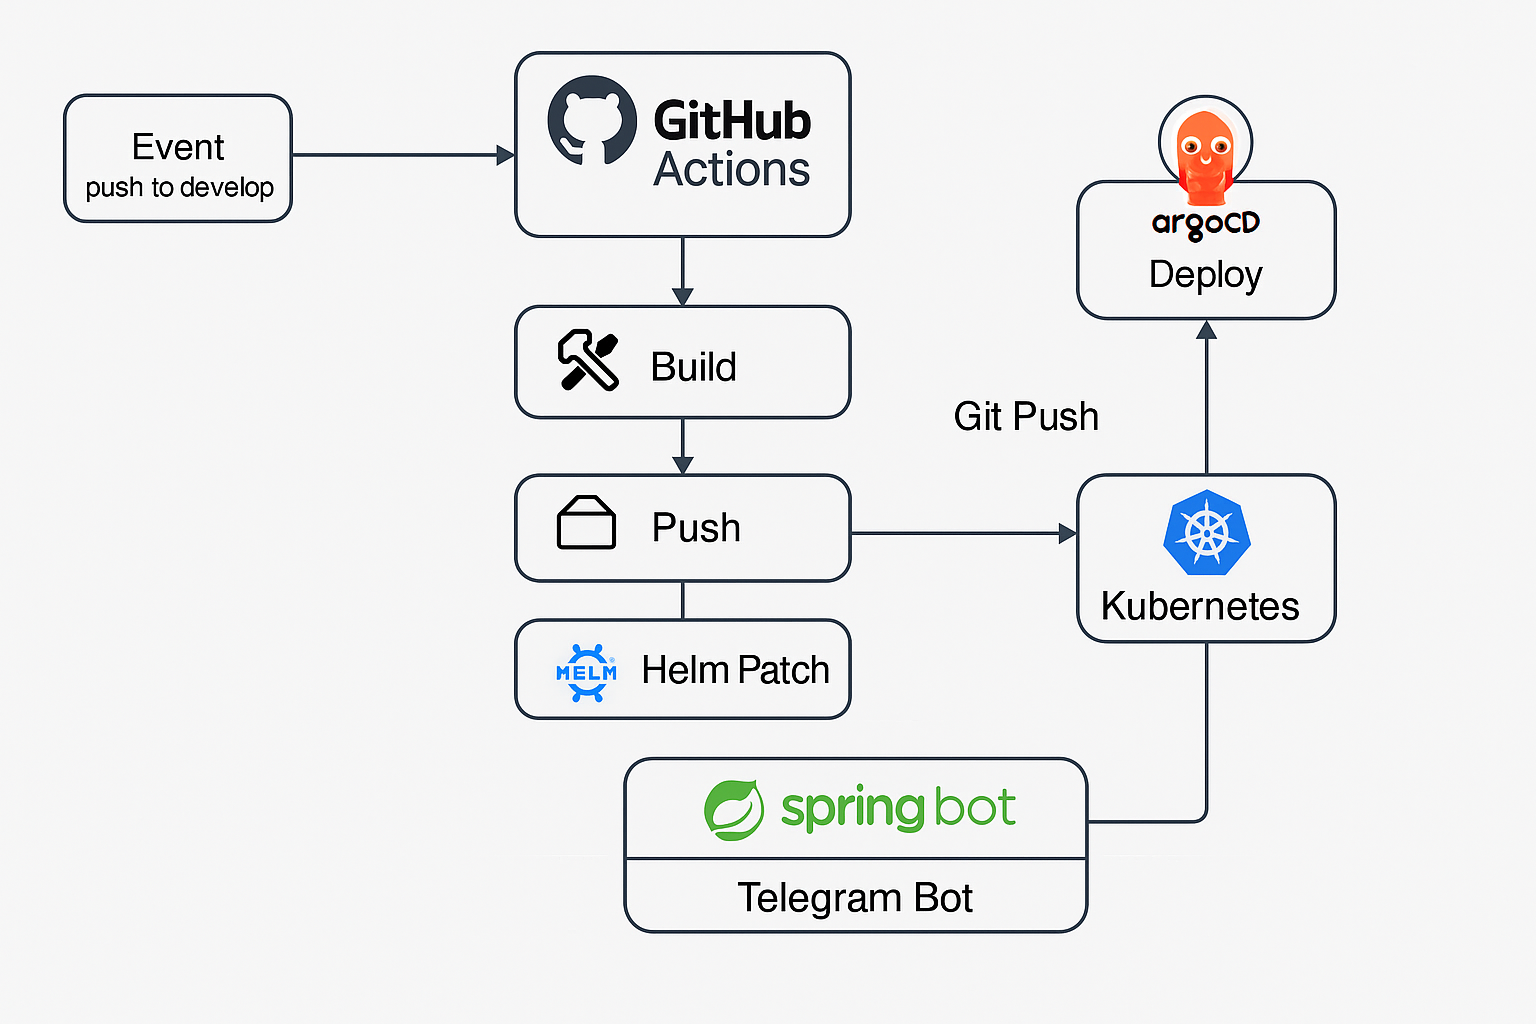 Event
push to develop
GitHub
Actions
Build
Push
MELM
Helm Patch
argoCD
Deploy
Git Push
Kubernetes
spring bot
Telegram Bot